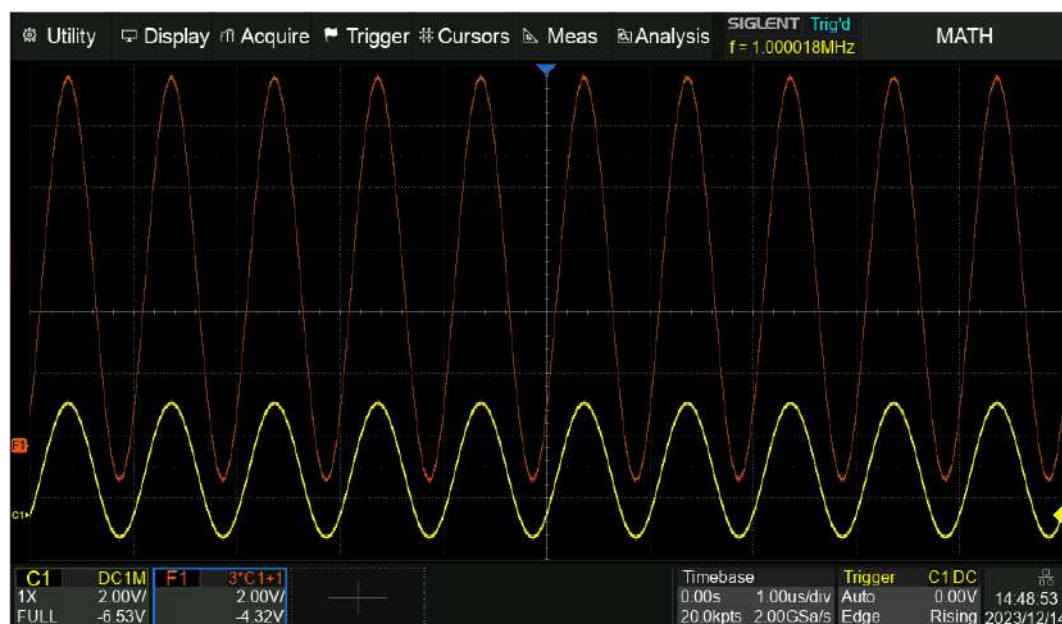 Utility Display Acquire Trigger Cursors Meas Analysis SIGLENT Trig'd MATH
f = 1.000018MHz
F1
C1
C1 DC1M F1 3*C1+1 Timebase Trigger C1 DC
1X 2.00V/ 2.00V/ 0.00s 1.00us/div Auto 0.00V 14:48:53
FULL -6.53V -4.32V 20.0kpts 2.00GSa/s Edge Rising 2023/12/14